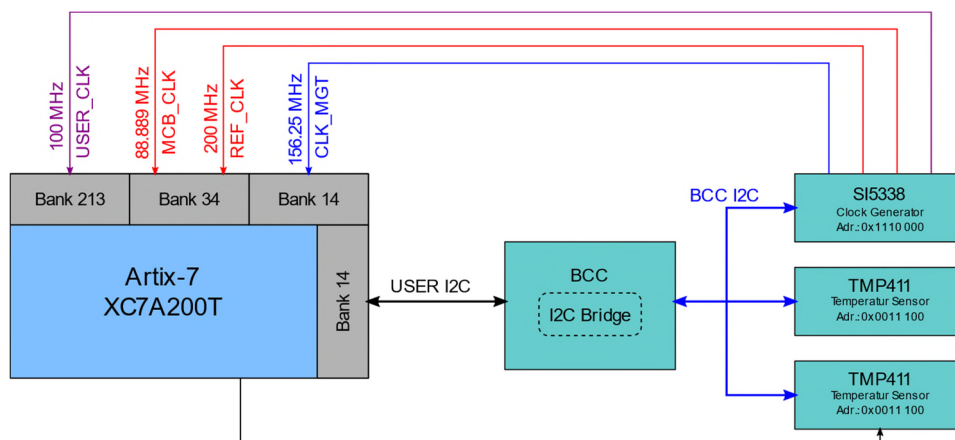 100 MHz
USER_CLK
88.889 MHz
MCB_CLK
200 MHz
REF_CLK
156.25 MHz
CLK_MGT
Bank 213
Bank 34
Bank 14
Artix-7
XC7A200T
Bank 14
USER I2C
BCC
I2C Bridge
BCC I2C
SI5338
Clock Generator
Adr.: 0x1110 000
TMP411
Temperatur Sensor
Adr.: 0x0011 100
TMP411
Temperatur Sensor
Adr.: 0x0011 100